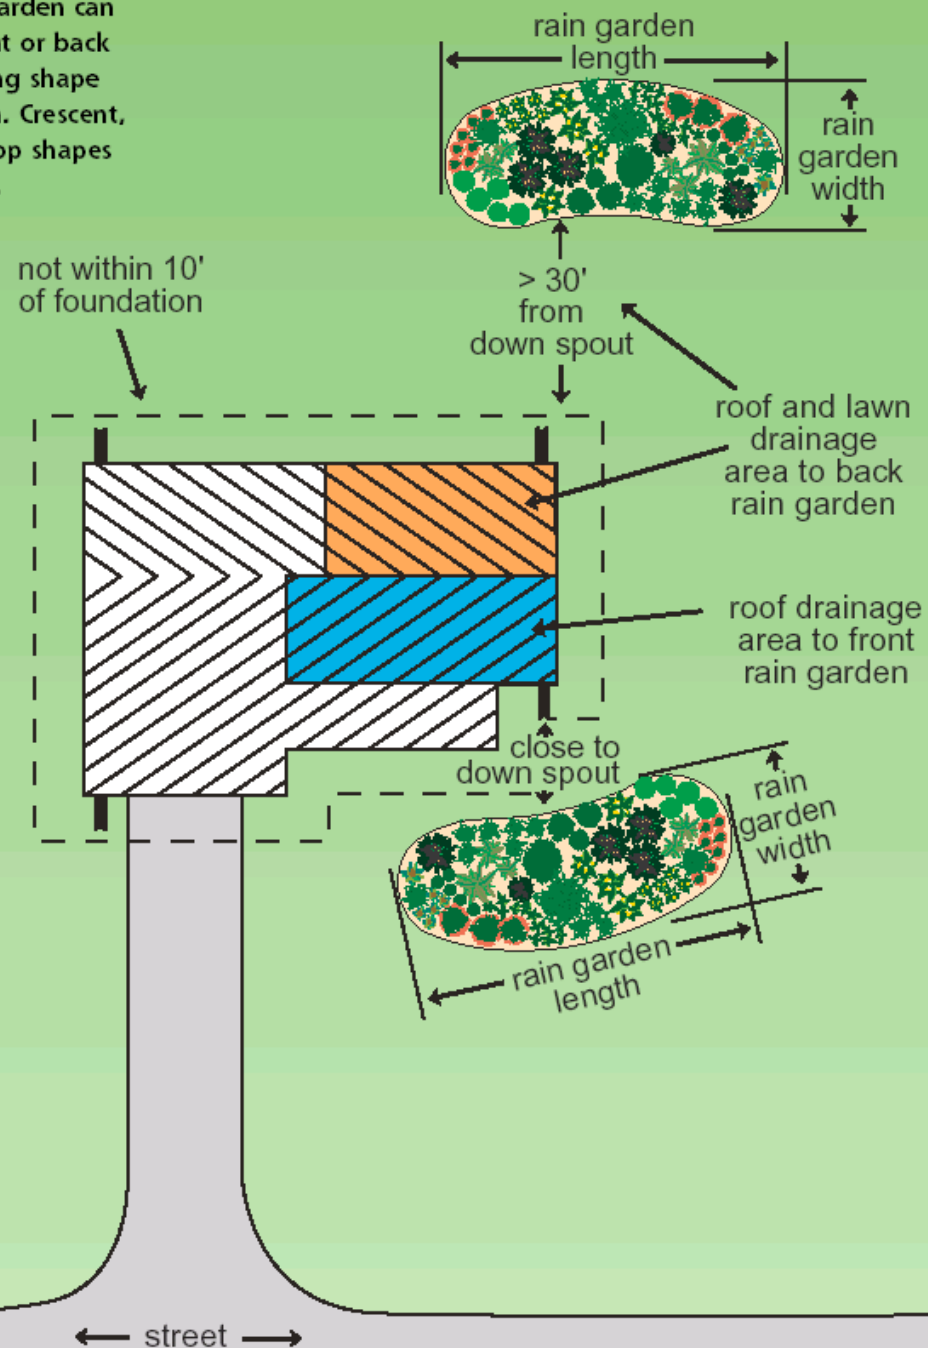 arden can
t or back
g shape
. Crescent,
op shapes
rain garden
length
rain
garden
width
not within 10'
of foundation
> 30'
from
down spout
roof and lawn
drainage
area to back
rain garden
roof drainage
area to front
rain garden
close to
down spout
rain
garden
width
rain garden
length
street